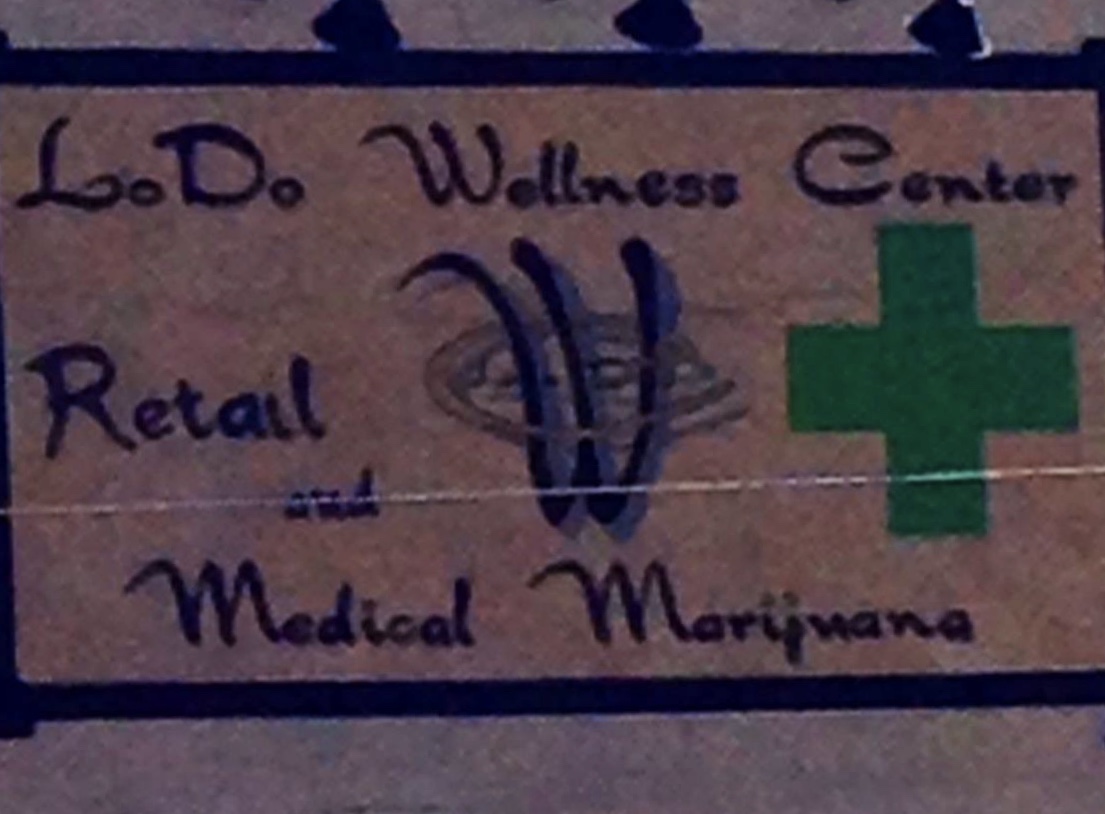 LoDo Wellness Center
W
Retail
and
Medical Marijuana